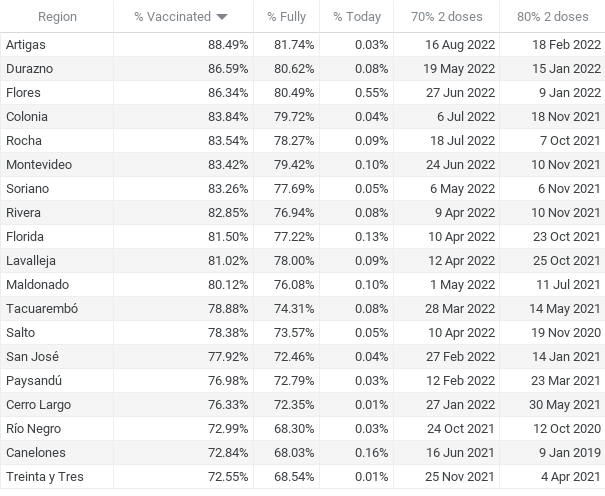 Region % Vaccinated % Fully % Today 70% 2 doses 80% 2 doses
Artigas 88.49% 81.74% 0.03% 16 Aug 2022 18 Feb 2022
Durazno 86.59% 80.62% 0.08% 19 May 2022 15 Jan 2022
Flores 86.34% 80.49% 0.55% 27 Jun 2022 9 Jan 2022
Colonia 83.84% 79.72% 0.04% 6 Jul 2022 18 Nov 2021
Rocha 83.54% 78.27% 0.09% 18 Jul 2022 7 Oct 2021
Montevideo 83.42% 79.42% 0.10% 24 Jun 2022 10 Nov 2021
Soriano 83.26% 77.69% 0.05% 6 May 2022 6 Nov 2021
Rivera 82.85% 76.94% 0.08% 9 Apr 2022 10 Nov 2021
Florida 81.50% 77.22% 0.13% 10 Apr 2022 23 Oct 2021
Lavalleja 81.02% 78.00% 0.09% 12 Apr 2022 25 Oct 2021
Maldonado 80.12% 76.08% 0.10% 1 May 2022 11 Jul 2021
Tacuarembó 78.88% 74.31% 0.08% 28 Mar 2022 14 May 2021
Salto 78.38% 73.57% 0.05% 10 Apr 2022 19 Nov 2020
San José 77.92% 72.46% 0.04% 27 Feb 2022 14 Jan 2021
Paysandú 76.98% 72.79% 0.03% 12 Feb 2022 23 Mar 2021
Cerro Largo 76.33% 72.35% 0.01% 27 Jan 2022 30 May 2021
Río Negro 72.99% 68.30% 0.03% 24 Oct 2021 12 Oct 2020
Canelones 72.84% 68.03% 0.16% 16 Jun 2021 9 Jan 2019
Treinta y Tres 72.55% 68.54% 0.01% 25 Nov 2021 4 Apr 2021